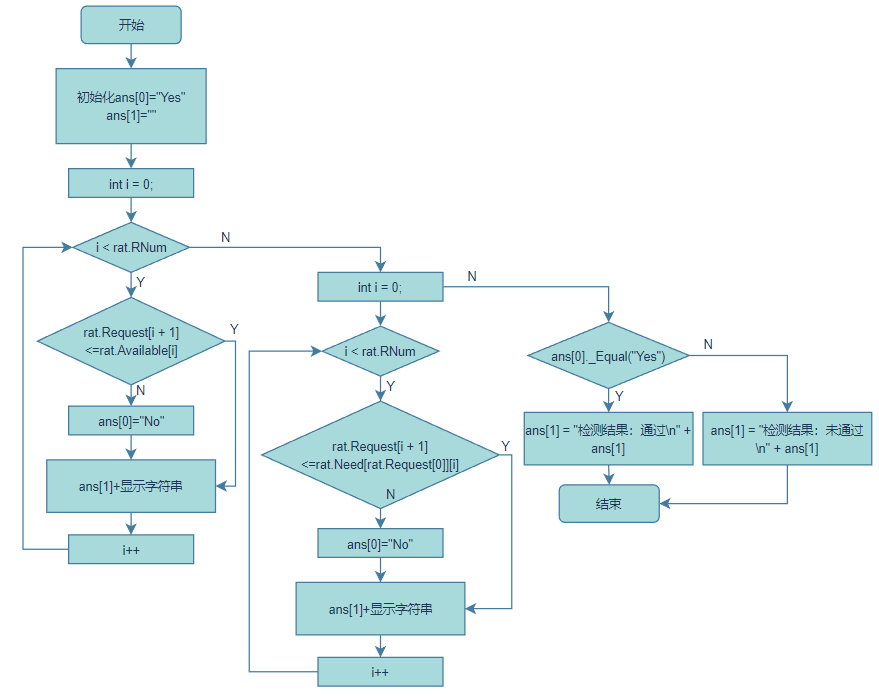 开始
初始化ans[0]="Yes"
ans[1]=""
int i = 0;
i < rat.RNum
N
Y
rat.Request[i + 1]
<=rat.Available[i]
Y
N
ans[0]="No"
ans[1]+显示字符串
i++
int i = 0;
N
i < rat.RNum
Y
rat.Request[i + 1]
<=rat.Need[rat.Request[0]][i]
Y
N
ans[0]="No"
ans[1]+显示字符串
i++
ans[0]._Equal("Yes")
N
Y
ans[1] = "检测结果：通过\n" +
ans[1]
ans[1] = "检测结果：未通过
\n" + ans[1]
结束